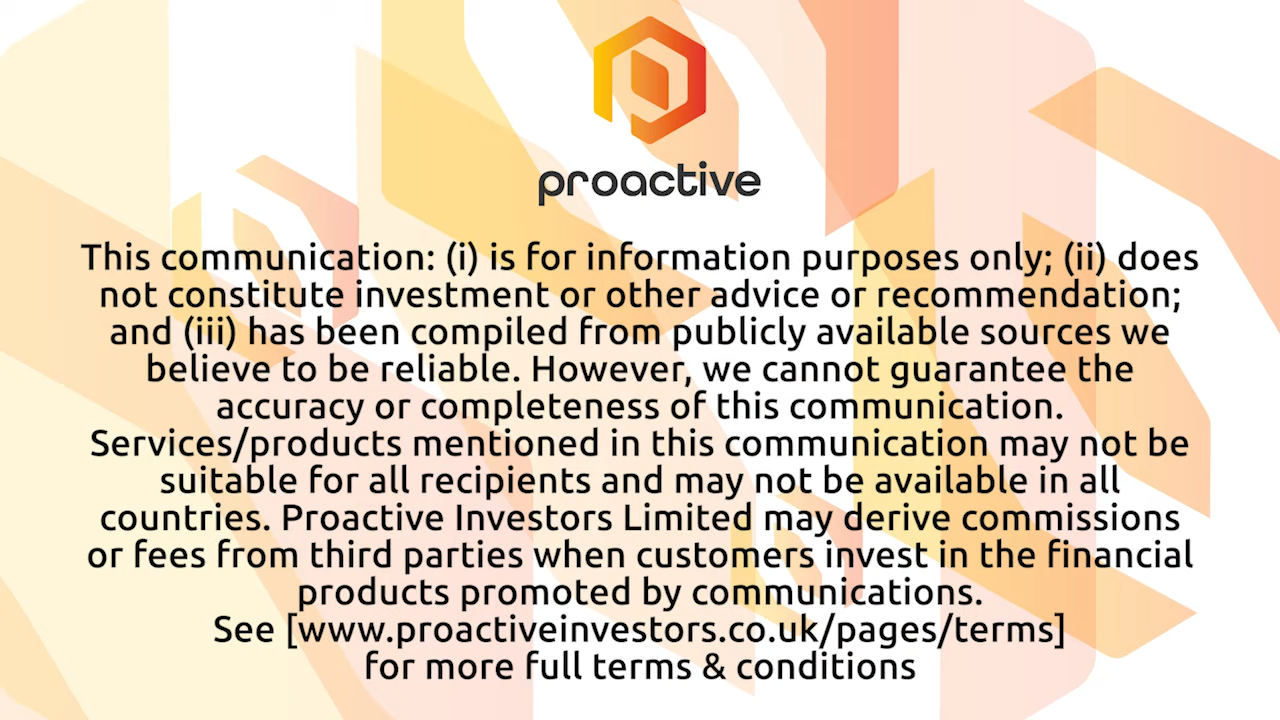 proactive
This communication: (i) is for information purposes only; (ii) does
not constitute investment or other advice or recommendation;
and (iii) has been compiled from publicly available sources we
believe to be reliable. However, we cannot guarantee the
accuracy or completeness of this communication.
Services/products mentioned in this communication may not be
suitable for all recipients and may not be available in all
countries. Proactive Investors Limited may derive commissions
or fees from third parties when customers invest in the financial
products promoted by communications.
See [www.proactiveinvestors.co.uk/pages/terms]
for more full terms & conditions